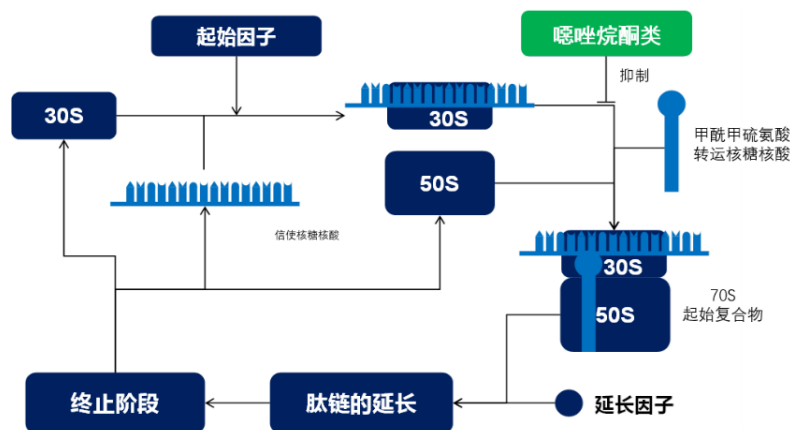 起始因子
噁唑烷酮类
抑制
30S
30S
甲酰甲硫氨酸
转运核糖核酸
50S
信使核糖核酸
30S
50S
70S
起始复合物
终止阶段
肽链的延长
延长因子